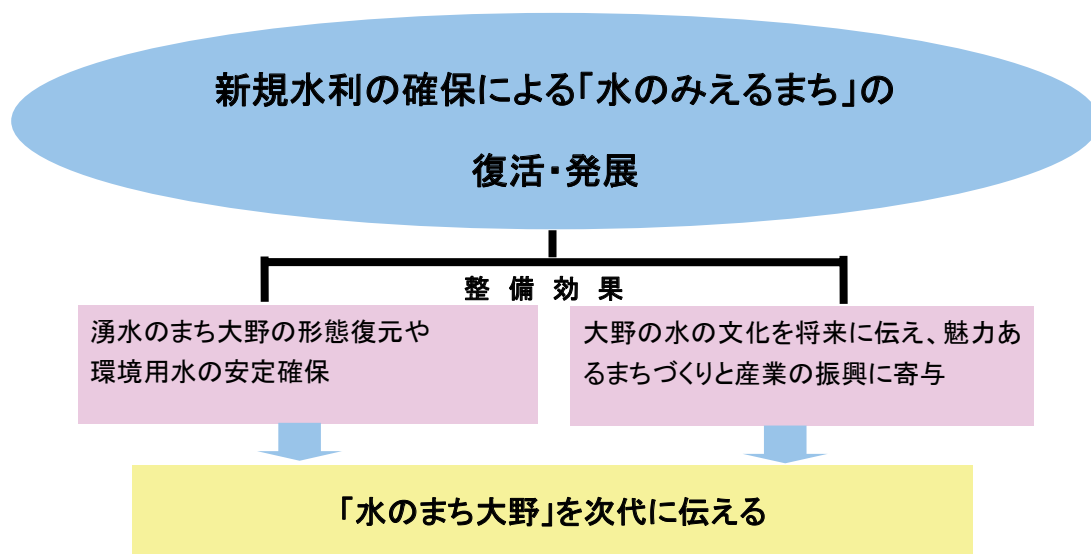 新規水利の確保による「水のみえるまち」の
復活・発展
整備効果
湧水のまち大野の形態復元や
環境用水の安定確保
大野の水の文化を将来に伝え、魅力あ
るまちづくりと産業の振興に寄与
「水のまち大野」を次代に伝える